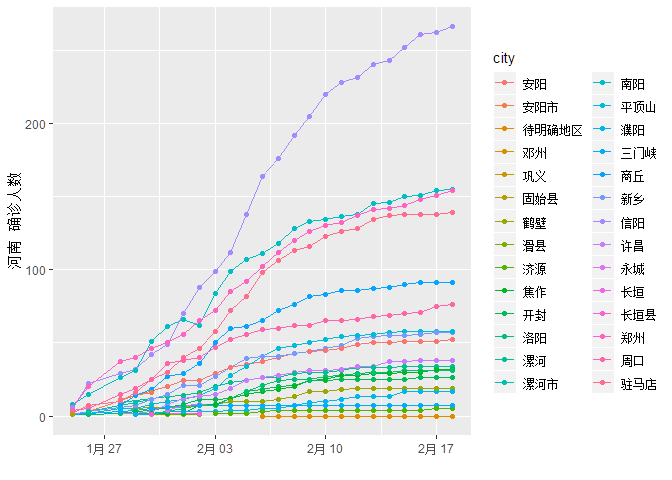 河南 确诊人数
200
100
0
1月 27
2月 03
2月 10
2月 17
city
安阳
安阳市
待明确地区
邓州
巩义
固始县
鹤壁
滑县
济源
焦作
开封
洛阳
漯河
漯河市
南阳
平顶山
濮阳
三门峡
商丘
新乡
信阳
许昌
永城
长垣
长垣县
郑州
周口
驻马店